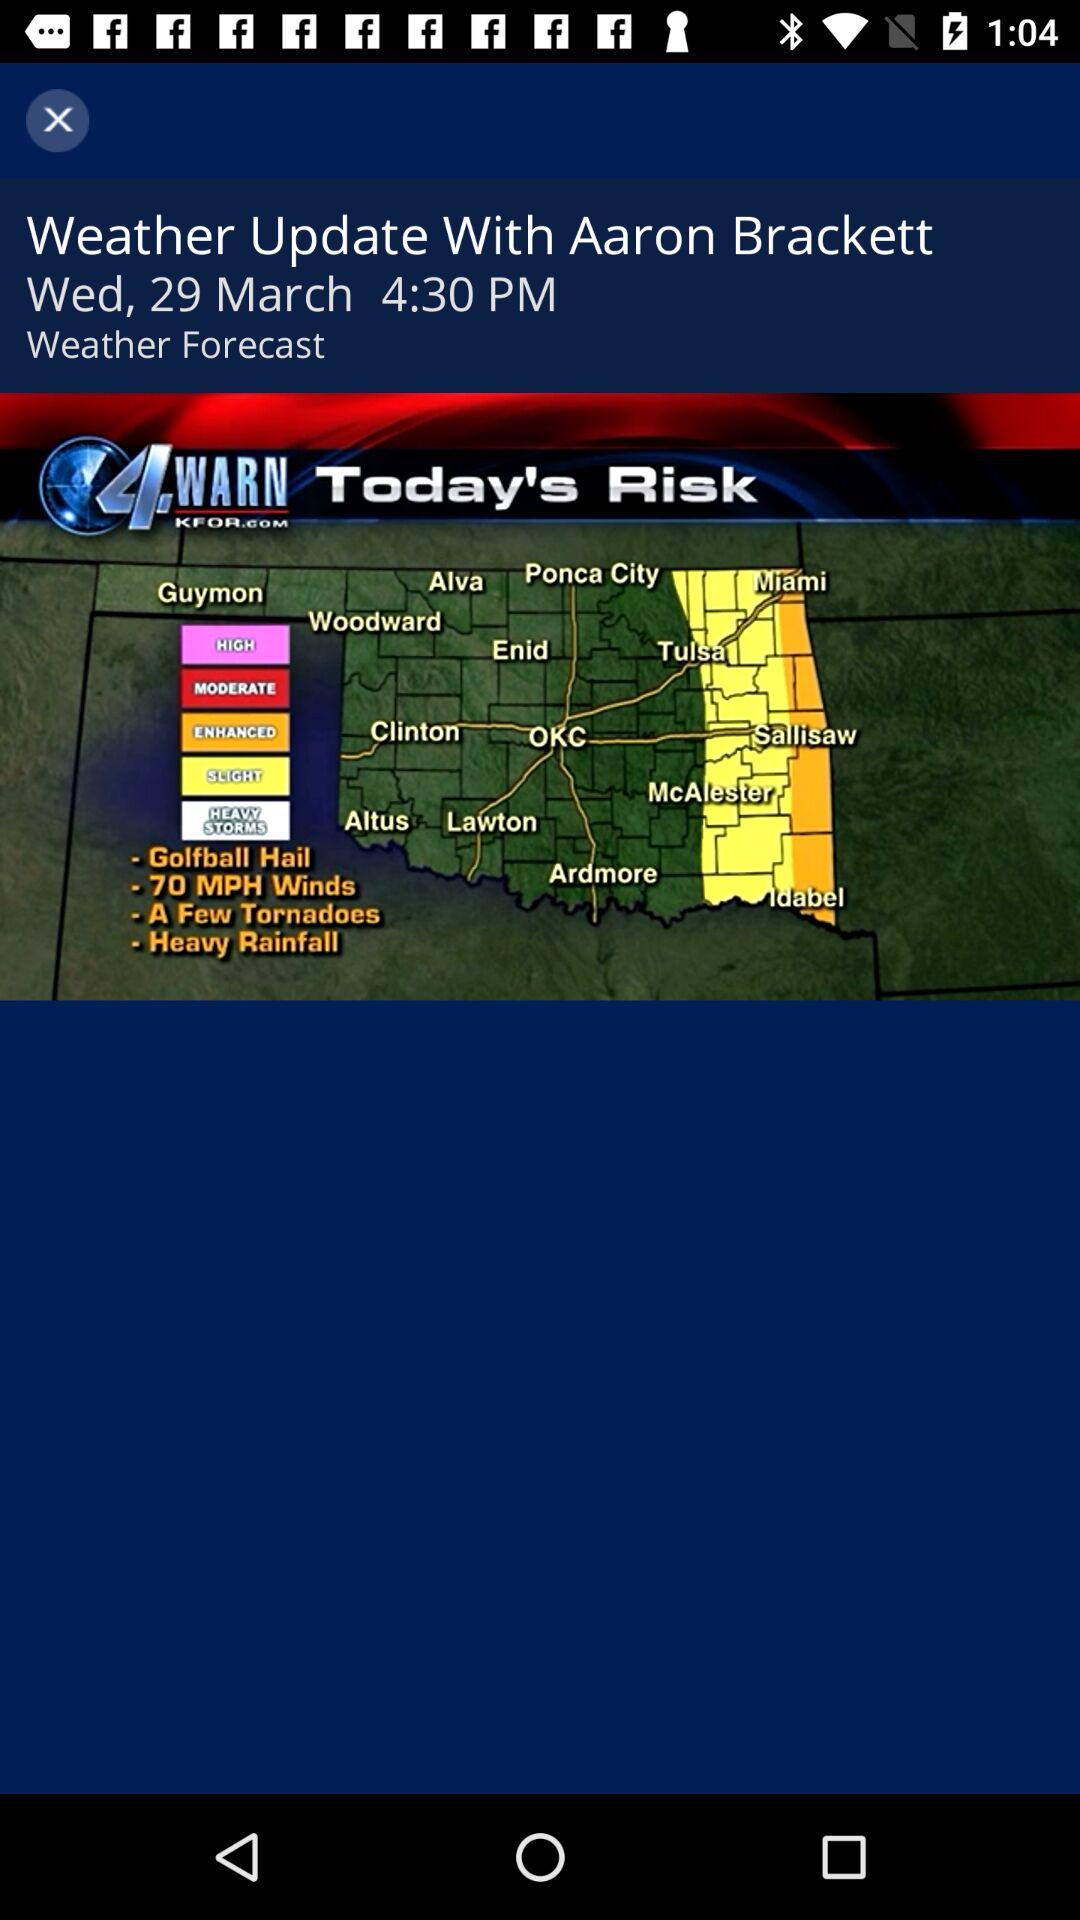 1:04
Weather Update With Aaron Brackett
Wed, 29 March 4:30 PM
Weather Forecast
4 WARN
KFOR.COM
Today's Risk
Guymon
Alva
Ponca City
Miami
Woodward
Enid
Tulsa
HIGH
MODERATE
ENHANCED
SLIGHT
HEAVY
STORMS
Clinton
OKC
Sallisaw
McAlester
Altus
Lawton
Ardmore
Idabel
- Golfball Hail
- 70 MPH Winds
- A Few Tornadoes
- Heavy Rainfall